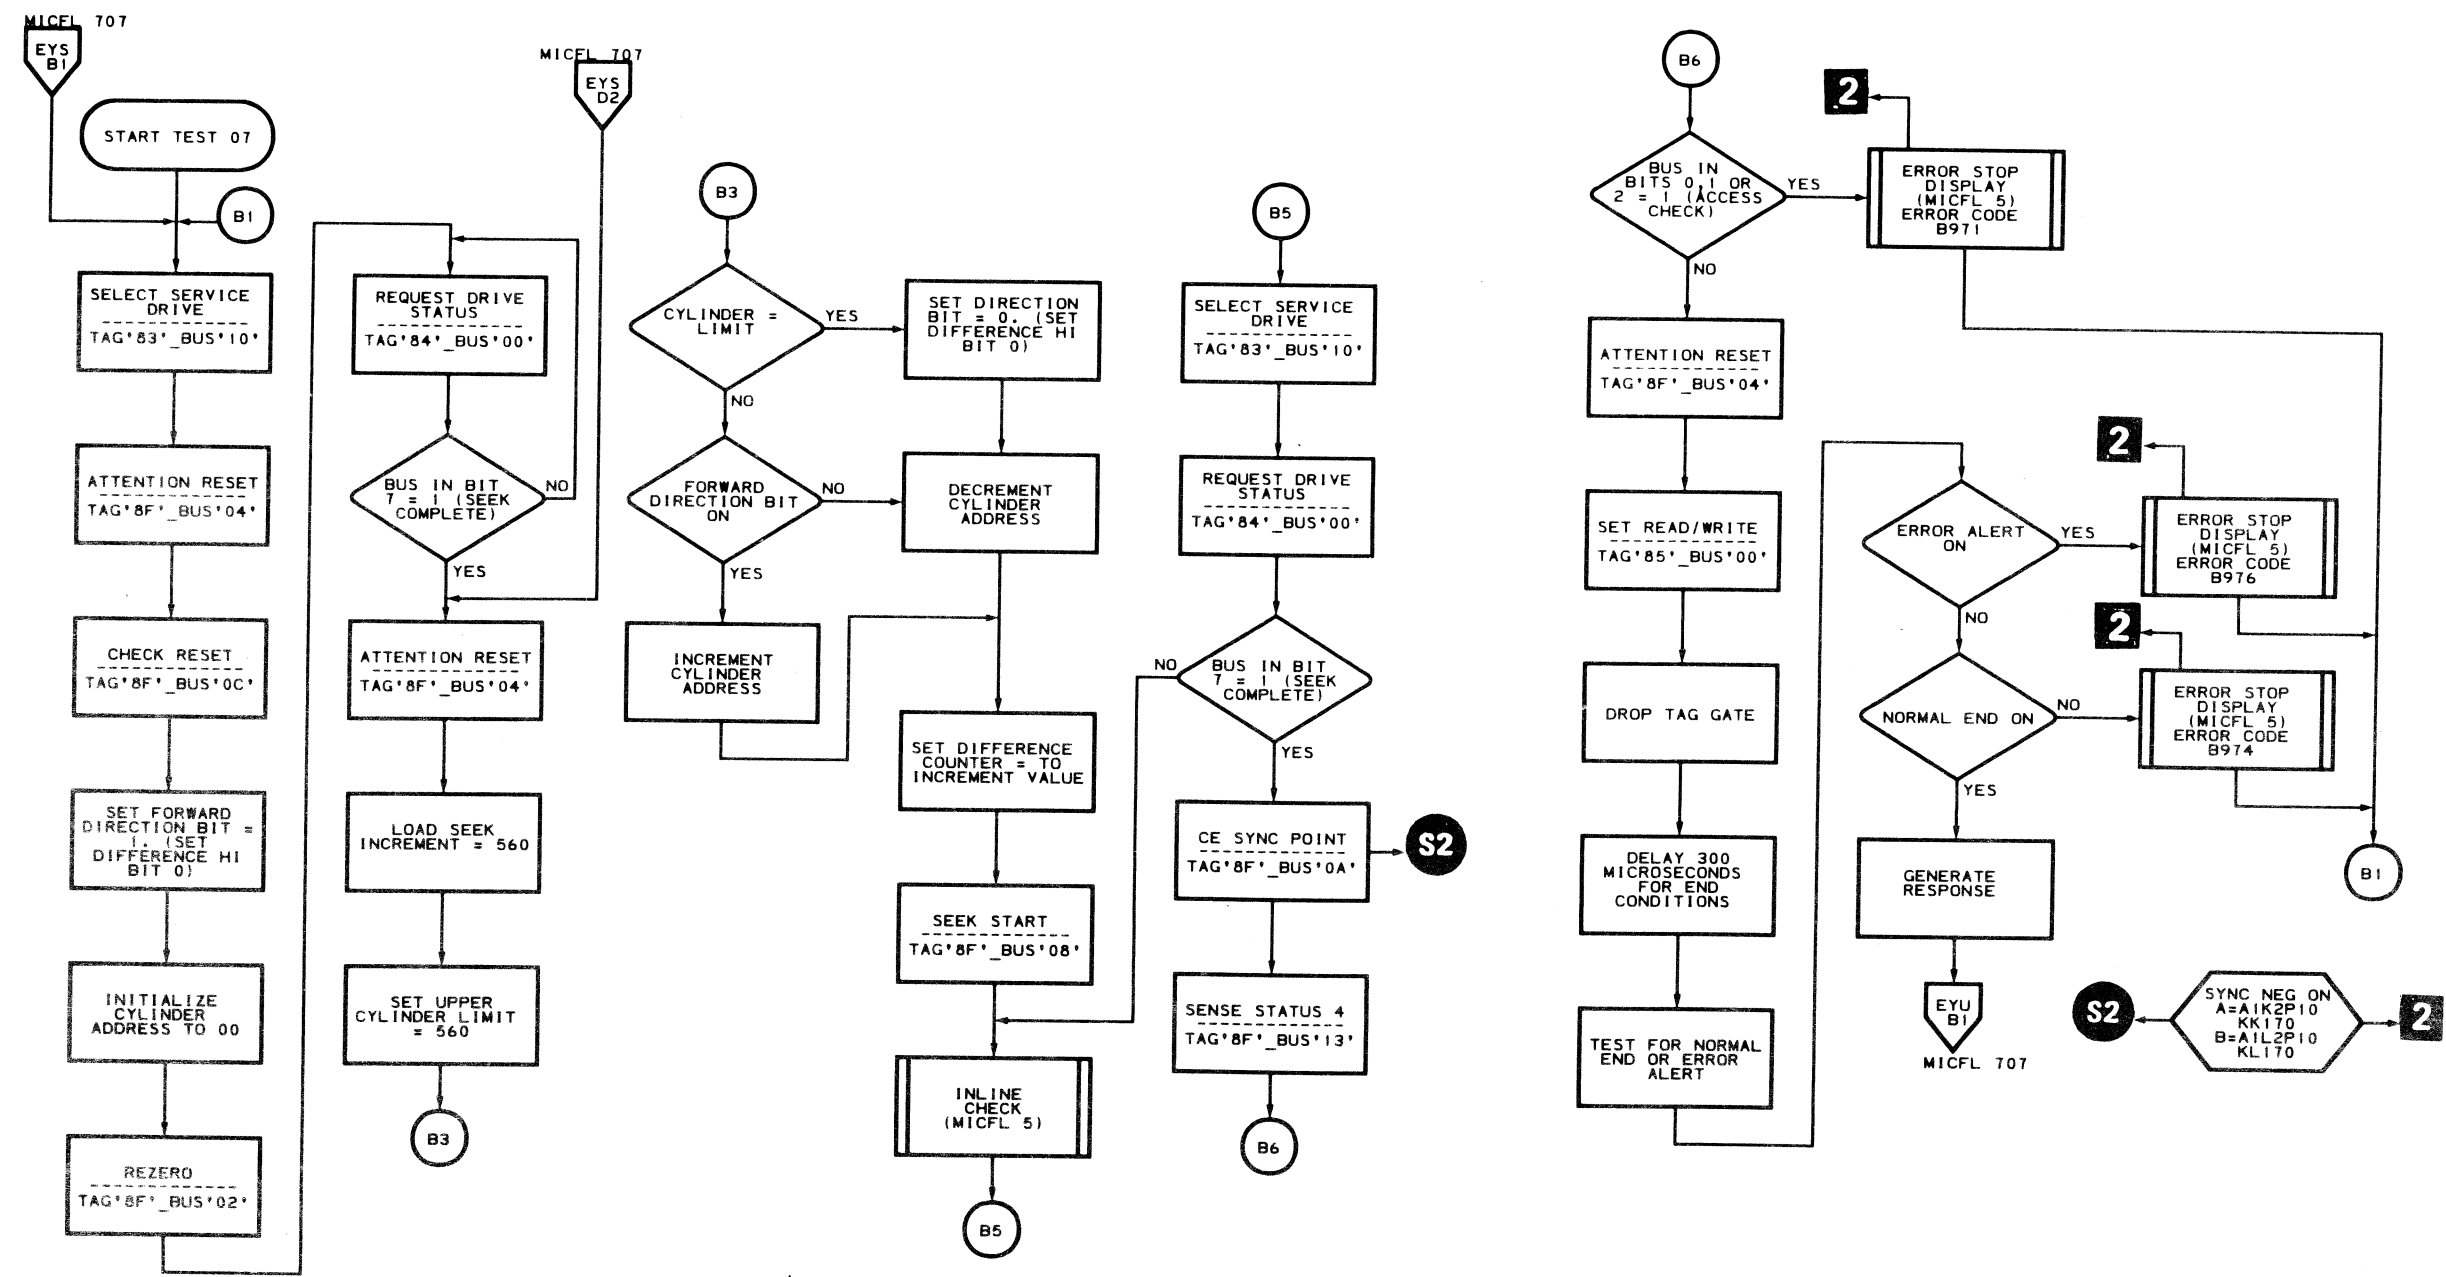 MICFL 707
EYS
B1
START TEST 07
B1
SELECT SERVICE
DRIVE
TAG'83'_BUS'10'
ATTENTION RESET
TAG'8F'_BUS'04'
CHECK RESET
TAG'8F'_BUS'0C'
SET FORWARD
DIRECTION BIT =
1. (SET
DIFFERENCE HI
BIT 0)
INITIALIZE
CYLINDER
ADDRESS TO 00
REZERO
TAG'8F'_BUS'02'
MICFL 707
EYS
D2
REQUEST DRIVE
STATUS
TAG'84'_BUS'00'
BUS IN BIT
7 = 1 (SEEK
COMPLETE)
NO
YES
ATTENTION RESET
TAG'8F'_BUS'04'
LOAD SEEK
INCREMENT = 560
SET UPPER
CYLINDER LIMIT
= 560
B3
B3
CYLINDER =
LIMIT
YES
NO
FORWARD
DIRECTION BIT
ON
NO
YES
INCREMENT
CYLINDER
ADDRESS
SET DIRECTION
BIT = 0. (SET
DIFFERENCE HI
BIT 0)
DECREMENT
CYLINDER
ADDRESS
SET DIFFERENCE
COUNTER = TO
INCREMENT VALUE
SEEK START
TAG'8F'_BUS'08'
INLINE
CHECK
(MICFL 5)
B5
B5
SELECT SERVICE
DRIVE
TAG'83'_BUS'10'
REQUEST DRIVE
STATUS
TAG'84'_BUS'00'
NO
BUS IN BIT
7 = 1 (SEEK
COMPLETE)
YES
CE SYNC POINT
TAG'8F'_BUS'0A'
S2
SENSE STATUS 4
TAG'8F'_BUS'13'
B6
B6
BUS IN
BITS 0,1 OR
2 = 1 (ACCESS
CHECK)
YES
NO
2
ERROR STOP
DISPLAY
(MICFL 5)
ERROR CODE
B971
ATTENTION RESET
TAG'8F'_BUS'04'
SET READ/WRITE
TAG'85'_BUS'00'
DROP TAG GATE
DELAY 300
MICROSECONDS
FOR END
CONDITIONS
TEST FOR NORMAL
END OR ERROR
ALERT
ERROR ALERT
ON
YES
NO
2
ERROR STOP
DISPLAY
(MICFL 5)
ERROR CODE
B976
NORMAL END ON
NO
YES
2
ERROR STOP
DISPLAY
(MICFL 5)
ERROR CODE
B974
B1
GENERATE
RESPONSE
EYU
B1
MICFL 707
S2
SYNC NEG ON
A=A1K2P10
KK170
B=A1L2P10
KL170
2